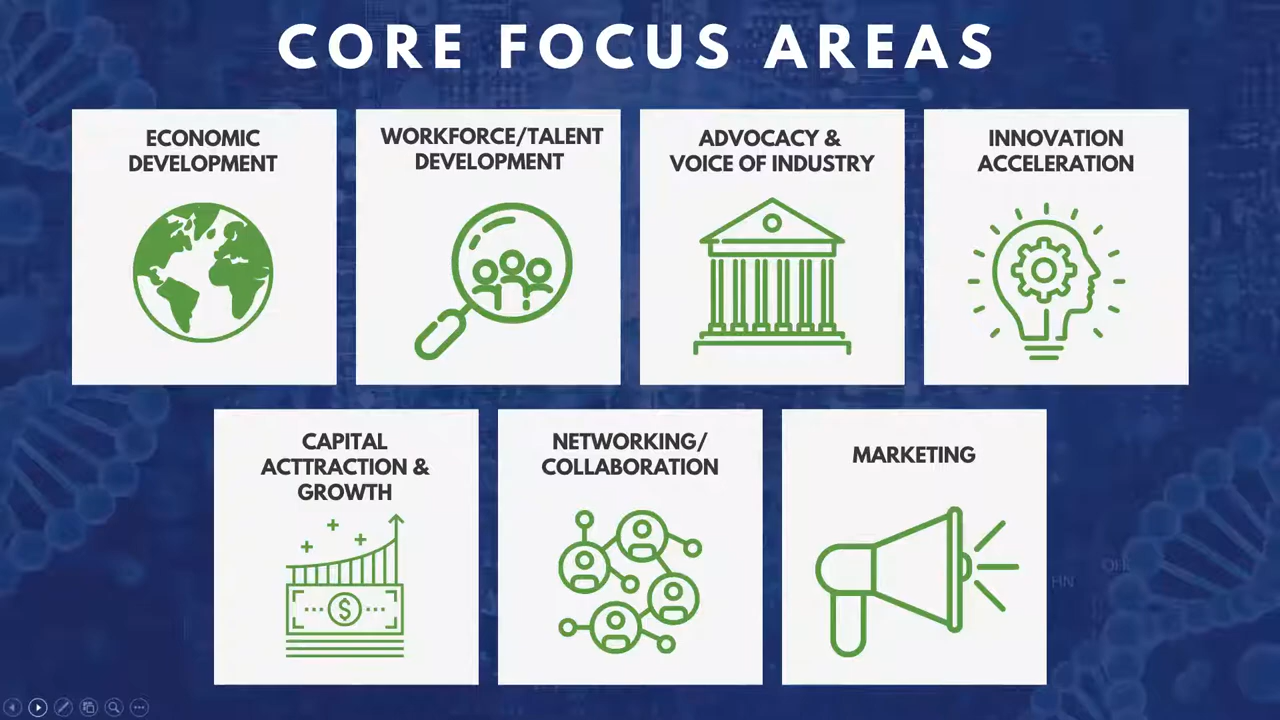 CORE FOCUS AREAS
ECONOMIC
DEVELOPMENT
WORKFORCE/TALENT
DEVELOPMENT
ADVOCACY &
VOICE OF INDUSTRY
INNOVATION
ACCELERATION
CAPITAL
ACTTRACTION &
GROWTH
$
NETWORKING/
COLLABORATION
MARKETING
HN